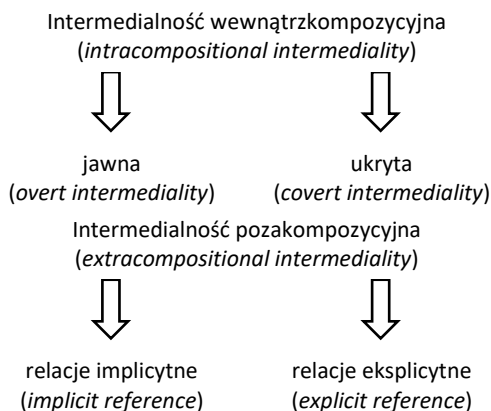 Intermedialność wewnątrzkompozycyjna
(intracompositional intermediality)
jawna
(overt intermediality)
ukryta
(covert intermediality)
Intermedialność pozakompozycyjna
(extracompositional intermediality)
relacje implicytne
(implicit reference)
relacje eksplicytne
(explicit reference)